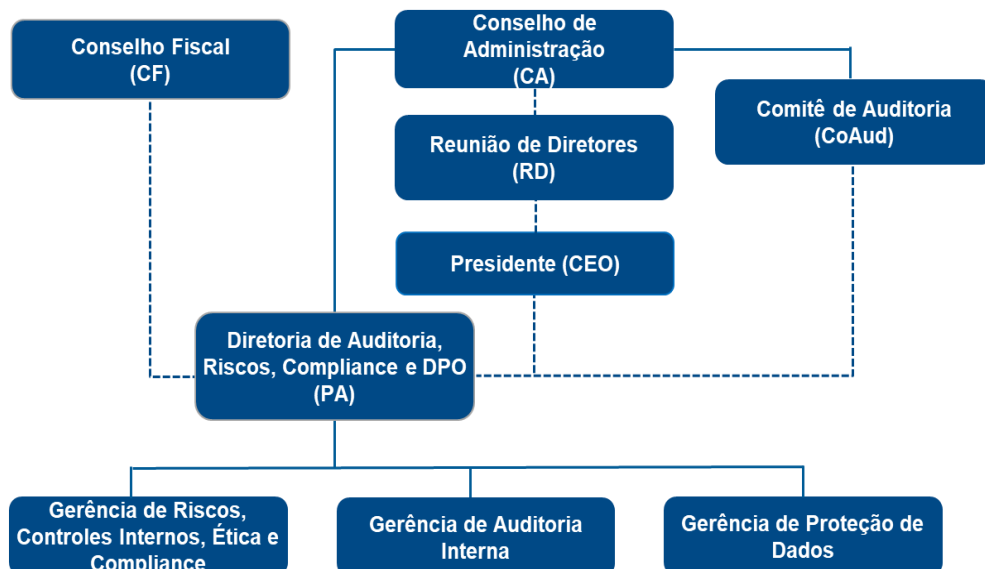 Conselho Fiscal
(CF)
Conselho de
Administração
(CA)
Comitê de Auditoria
(CoAud)
Reunião de Diretores
(RD)
Presidente (CEO)
Diretoria de Auditoria,
Riscos, Compliance e DPO
(PA)
Gerência de Riscos,
Controles Internos, Ética e
Compliance
Gerência de Auditoria
Interna
Gerência de Proteção de
Dados